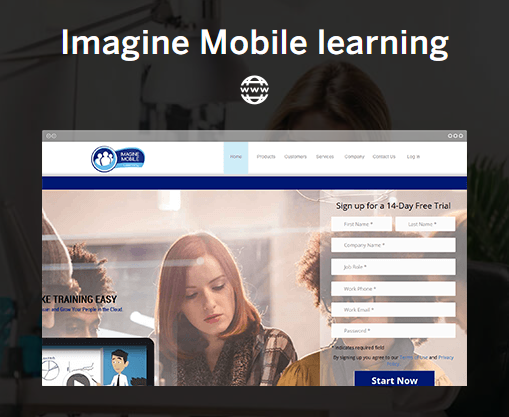 Imagine Mobile learning
WWW
IMAGINE
MOBILE
Home Products Customers Services Company Contact Us Log In
Sign up for a 14-Day Free Trial
First Name * Last Name *
Company Name *
Job Role *
Work Phone *
Work Email *
Password *
KE TRAINING EASY
and Grow Your People in the Cloud.
indicates required field
By signing up you agree to our Terms of Use and Privacy
Start Now